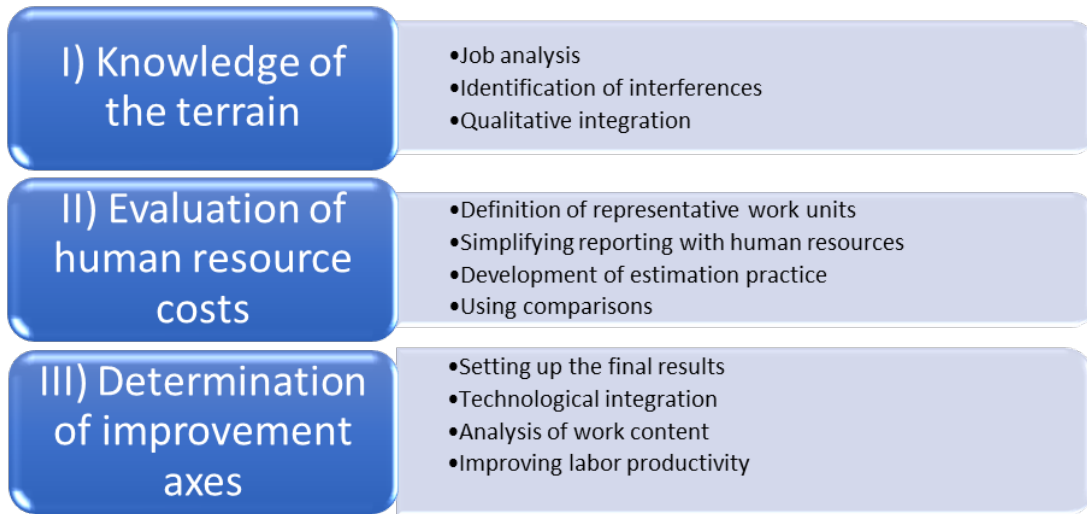 I) Knowledge of
the terrain
•Job analysis
•Identification of interferences
•Qualitative integration
II) Evaluation of
human resource
costs
•Definition of representative work units
•Simplifying reporting with human resources
•Development of estimation practice
•Using comparisons
III) Determination
of improvement
axes
•Setting up the final results
•Technological integration
•Analysis of work content
•Improving labor productivity